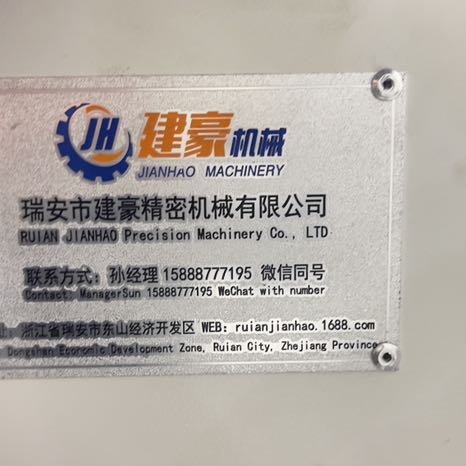 JH 建豪机械
JIANHAO MACHINERY
瑞安市建豪精密机械有限公司
RUIAN JIANHAO Precision Machinery Co., LTD
联系方式: 孙经理 15888777195 微信同号
Contact: ManagerSun 15888777195 WeChat with number
浙江省瑞安市东山经济开发区 WEB: ruianjianhao.1688.com
Dongshan Economic Development Zone, Ruian City, Zhejiang Province